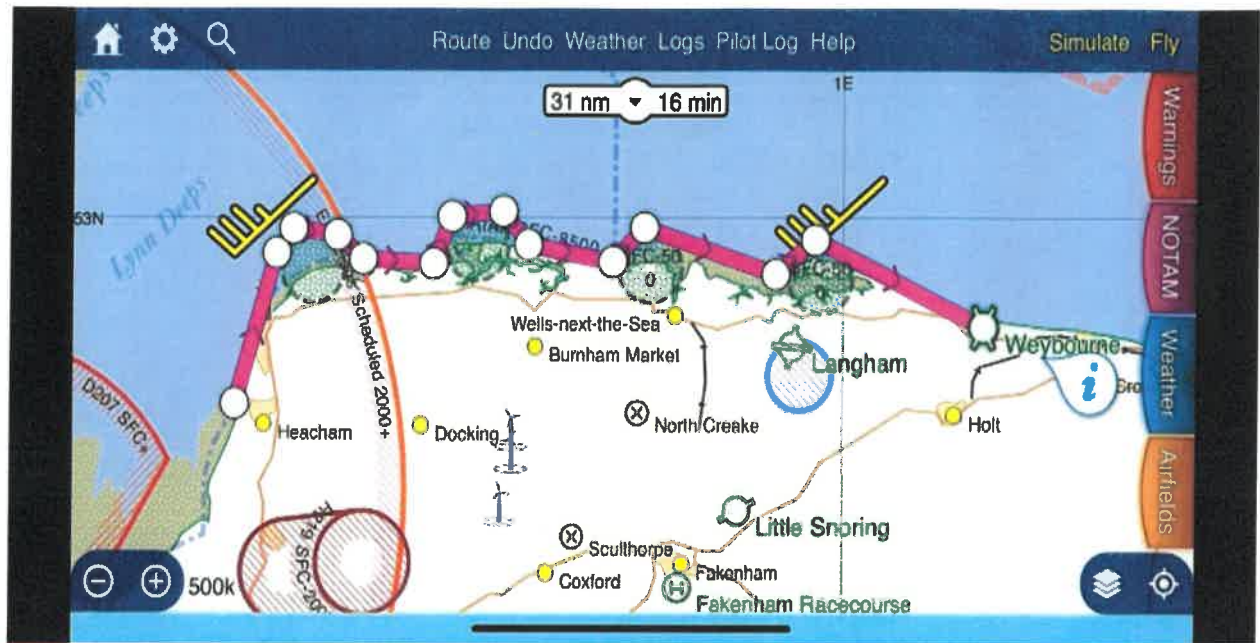 Route Undo Weather Logs Pilot Log Help
Simulate Fly
31 nm 16 min
1E
53N
Lynn Deeps
Warnings
NOTAM
Weather
Airfields
Scheduled 2000+
D207 SFC+
Wells-next-the-Sea
Burnham Market
Langham
Weybourne
i
Heacham
Docking
North Creake
Holt
Little Snoring
Sculthorpe
Coxford
Fakenham
H
Fakenham Racecourse
500k